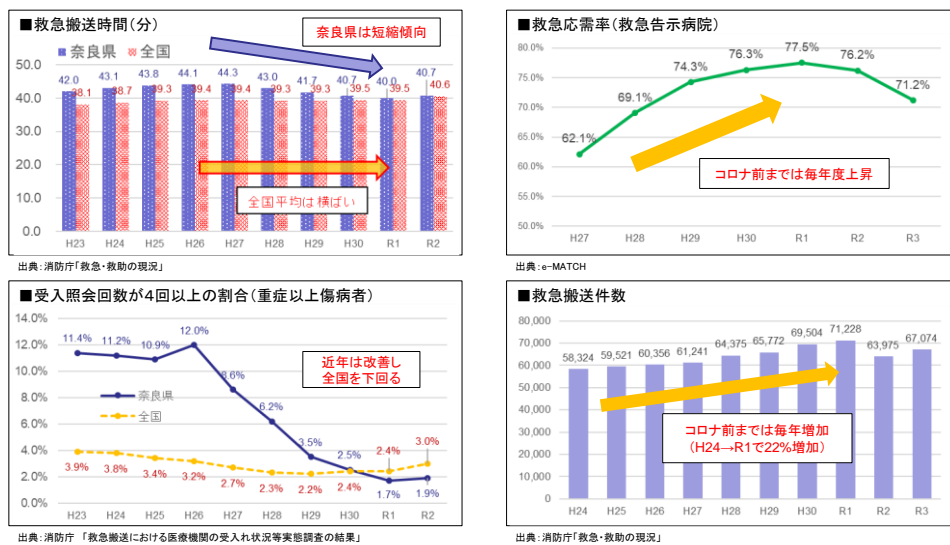 ■救急搬送時間（分）
奈良県は短縮傾向
奈良県 全国
50.0
40.0
30.0
20.0
10.0
0.0
42.0 43.1 43.8 44.1 44.3 43.0 41.7 40.7 40.0 40.7
38.1 38.7 39.3 39.4 39.4 39.3 39.3 39.5 39.5 40.6
全国平均は横ばい
H23 H24 H25 H26 H27 H28 H29 H30 R1 R2
出典：消防庁「救急・救助の現況」
■救急応需率（救急告示病院）
80.0%
75.0%
70.0%
65.0%
60.0%
55.0%
50.0%
62.1% 69.1% 74.3% 76.3% 77.5% 76.2% 71.2%
コロナ前までは毎年度上昇
H27 H28 H29 H30 R1 R2 R3
出典：e-MATCH
■受入照会回数が４回以上の割合（重症以上傷病者）
14.0%
12.0%
10.0%
8.0%
6.0%
4.0%
2.0%
0.0%
11.4% 11.2% 10.9% 12.0% 8.6% 6.2% 3.5% 2.5% 1.7% 1.9%
近年は改善し
全国を下回る
奈良県
全国
3.9% 3.8% 3.4% 3.2% 2.7% 2.3% 2.2% 2.4% 2.4% 3.0%
H23 H24 H25 H26 H27 H28 H29 H30 R1 R2
出典：消防庁 「救急搬送における医療機関の受入れ状況等実態調査の結果」
■救急搬送件数
80,000
70,000
60,000
50,000
40,000
30,000
20,000
10,000
0
58,324 59,521 60,356 61,241 64,375 65,772 69,504 71,228 63,975 67,074
コロナ前までは毎年増加
（H24→R1で22%増加）
H24 H25 H26 H27 H28 H29 H30 R1 R2 R3
出典：消防庁「救急・救助の現況」